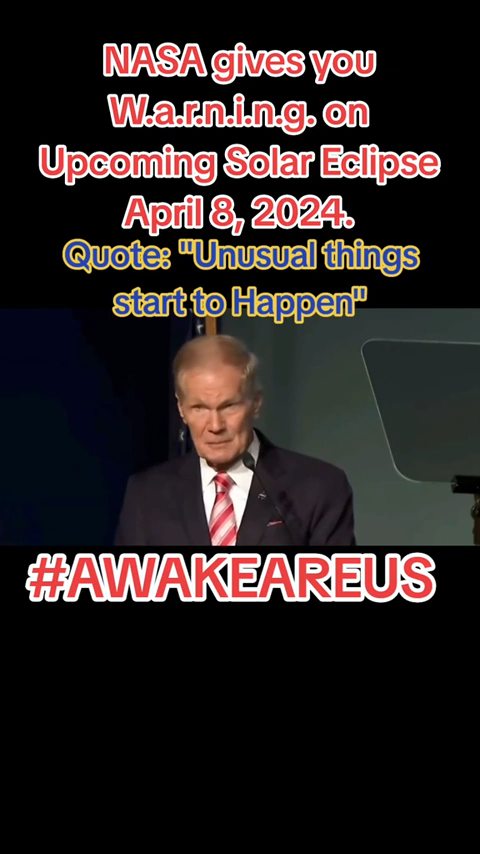 NASA gives you
W.a.r.n.i.n.g. on
Upcoming Solar Eclipse
April 8, 2024.
Quote: "Unusual things
start to Happen"
#AWAKEAREUS